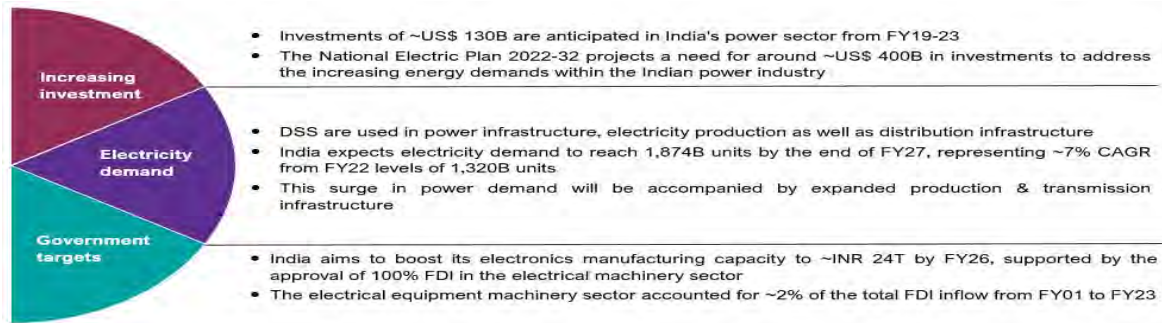 Increasing
investment
• Investments of ~US$ 130B are anticipated in India's power sector from FY19-23
• The National Electric Plan 2022-32 projects a need for around ~US$ 400B in investments to address
the increasing energy demands within the Indian power industry
Electricity
demand
• DSS are used in power infrastructure, electricity production as well as distribution infrastructure
• India expects electricity demand to reach 1,874B units by the end of FY27, representing ~7% CAGR
from FY22 levels of 1,320B units
• This surge in power demand will be accompanied by expanded production & transmission
infrastructure
Government
targets
• India aims to boost its electronics manufacturing capacity to ~INR 24T by FY26, supported by the
approval of 100% FDI in the electrical machinery sector
• The electrical equipment machinery sector accounted for ~2% of the total FDI inflow from FY01 to FY23